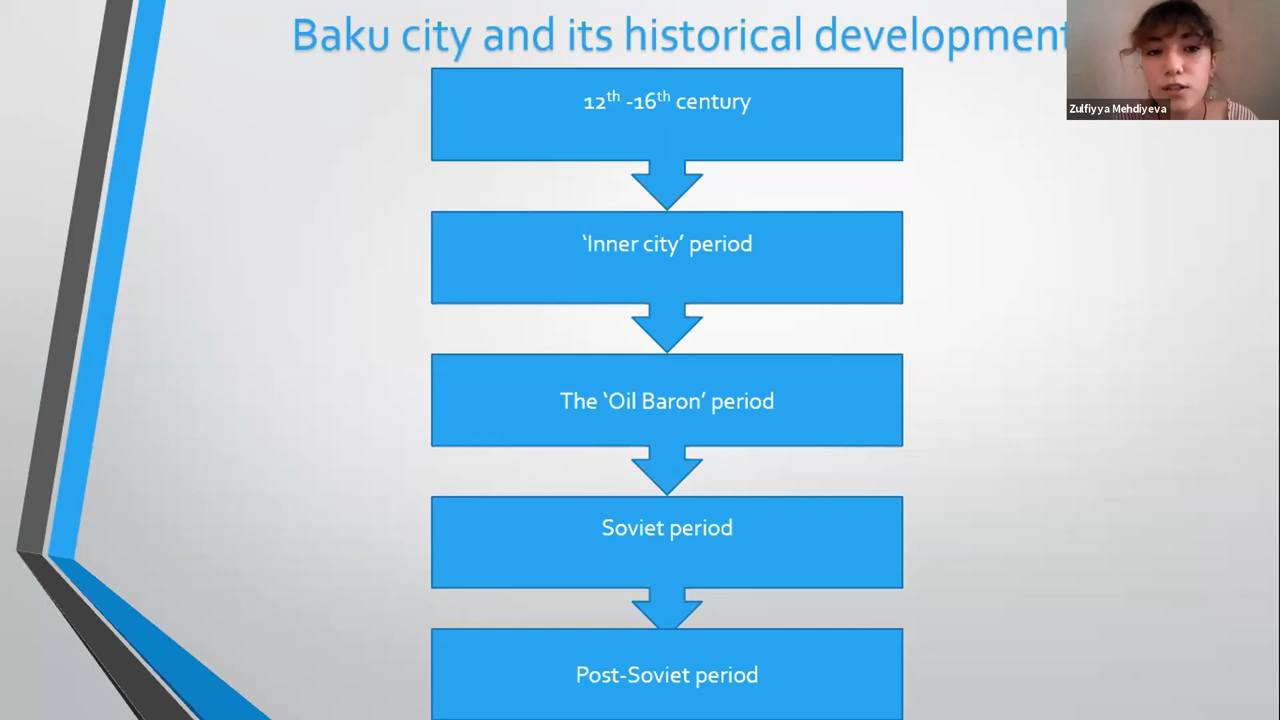 Baku city and its historical development
Zulfiyya Mehdiyeva
12th -16th century
‘Inner city’ period
The ‘Oil Baron’ period
Soviet period
Post-Soviet period